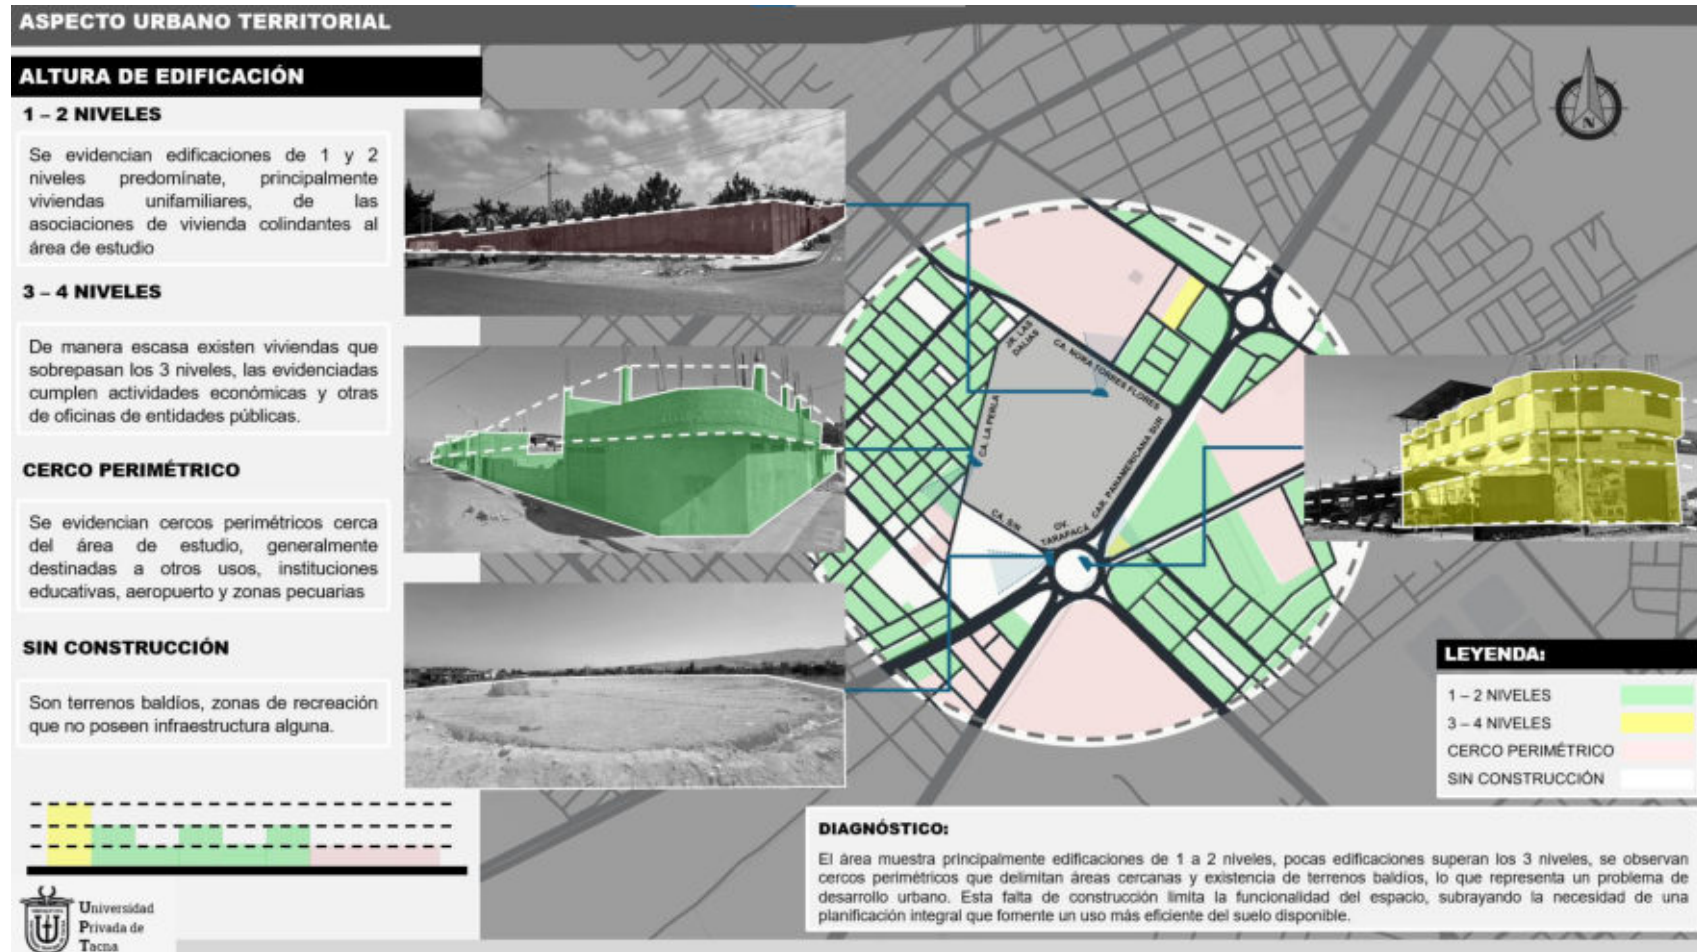 ASPECTO URBANO TERRITORIAL
ALTURA DE EDIFICACIÓN
1 – 2 NIVELES
Se evidencian edificaciones de 1 y 2
niveles predomínate, principalmente
viviendas unifamiliares, de las
asociaciones de vivienda colindantes al
área de estudio
3 – 4 NIVELES
De manera escasa existen viviendas que
sobrepasan los 3 niveles, las evidenciadas
cumplen actividades económicas y otras
de oficinas de entidades públicas.
CERCO PERIMÉTRICO
Se evidencian cercos perimétricos cerca
del área de estudio, generalmente
destinadas a otros usos, instituciones
educativas, aeropuerto y zonas pecuarias
SIN CONSTRUCCIÓN
Son terrenos baldíos, zonas de recreación
que no poseen infraestructura alguna.
Universidad
Privada de
Tacna
N
JR. LAS
DALIAS
CA. NORA TORRES FLORES
CA. LA PERLA
CAR. PANAMERICANA SUR
CA. S/N
OV.
TARAPACÁ
LEYENDA:
1 – 2 NIVELES
3 – 4 NIVELES
CERCO PERIMÉTRICO
SIN CONSTRUCCIÓN
DIAGNÓSTICO:
El área muestra principalmente edificaciones de 1 a 2 niveles, pocas edificaciones superan los 3 niveles, se observan
cercos perimétricos que delimitan áreas cercanas y existencia de terrenos baldíos, lo que representa un problema de
desarrollo urbano. Esta falta de construcción limita la funcionalidad del espacio, subrayando la necesidad de una
planificación integral que fomente un uso más eficiente del suelo disponible.